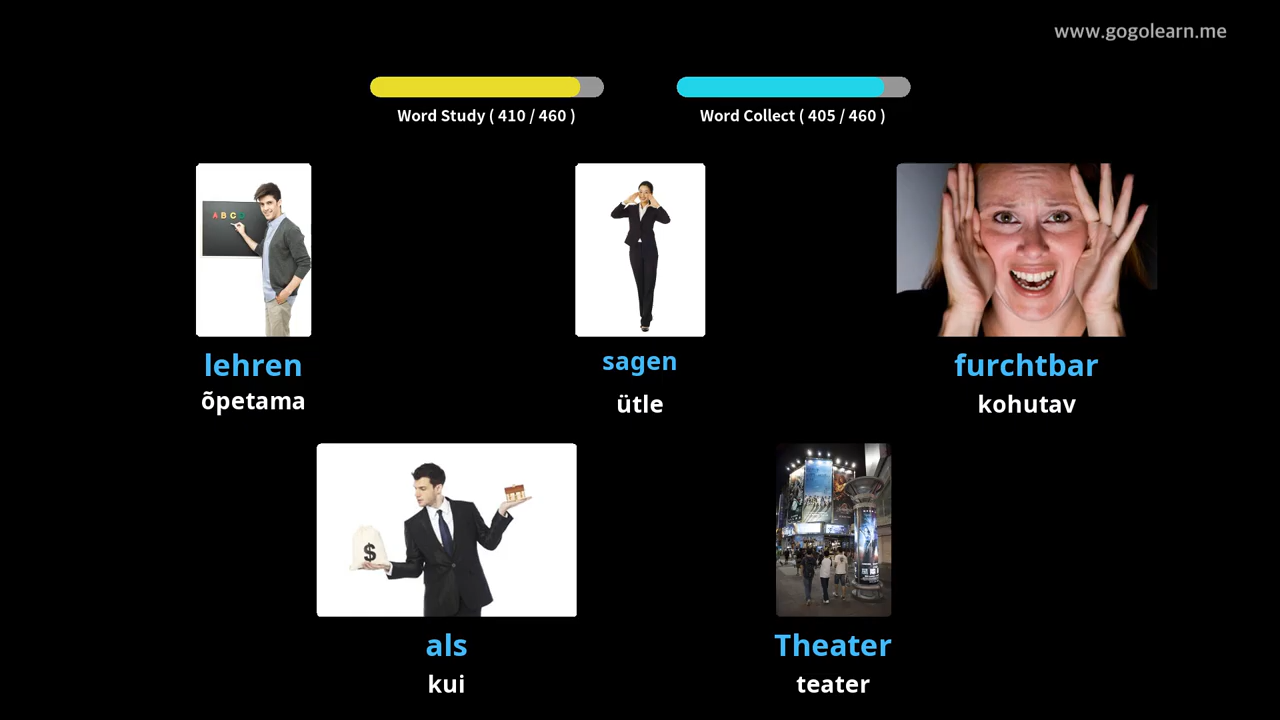 www.gogolearn.me
Word Study ( 410 / 460 )
Word Collect ( 405 / 460 )
A B C D
lehren
õpetama
sagen
ütle
furchtbar
kohutav
$
als
kui
Theater
teater